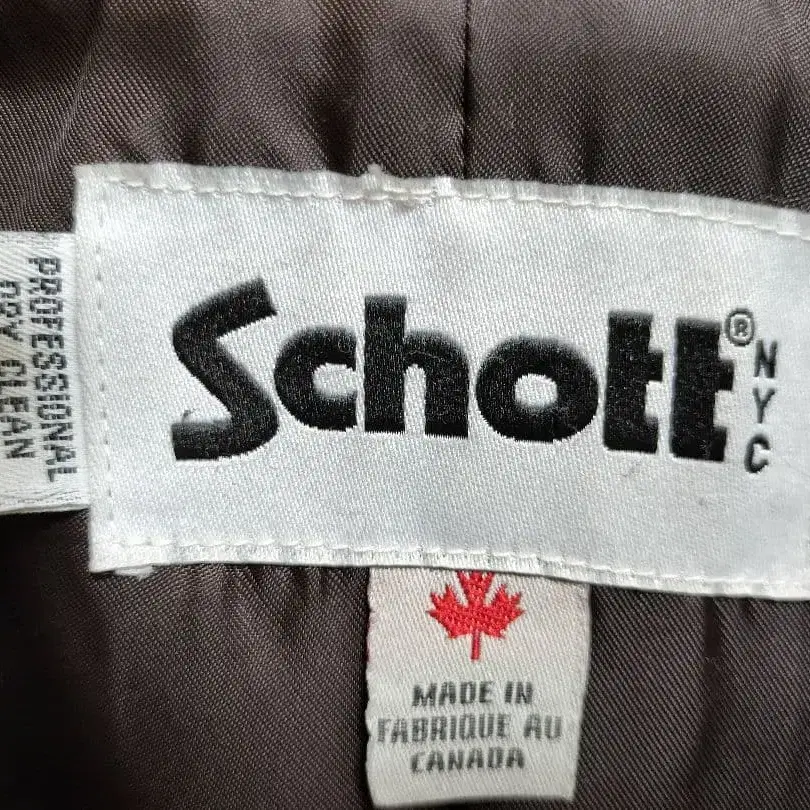 Schott® NYC
PROFESSIONAL
DRY CLEAN
MADE IN
FABRIQUE AU
CANADA